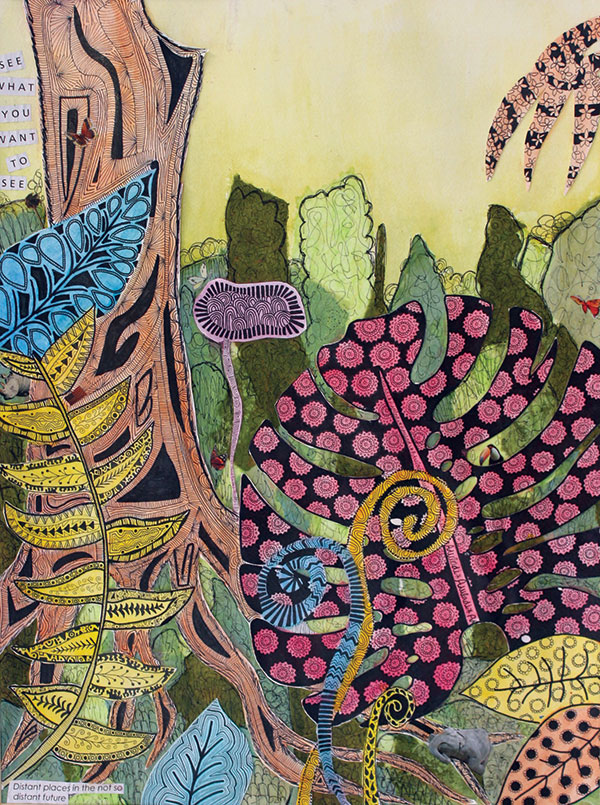 SEE
WHAT
YOU
WANT
TO
SEE
Distant places in the not so
distant future